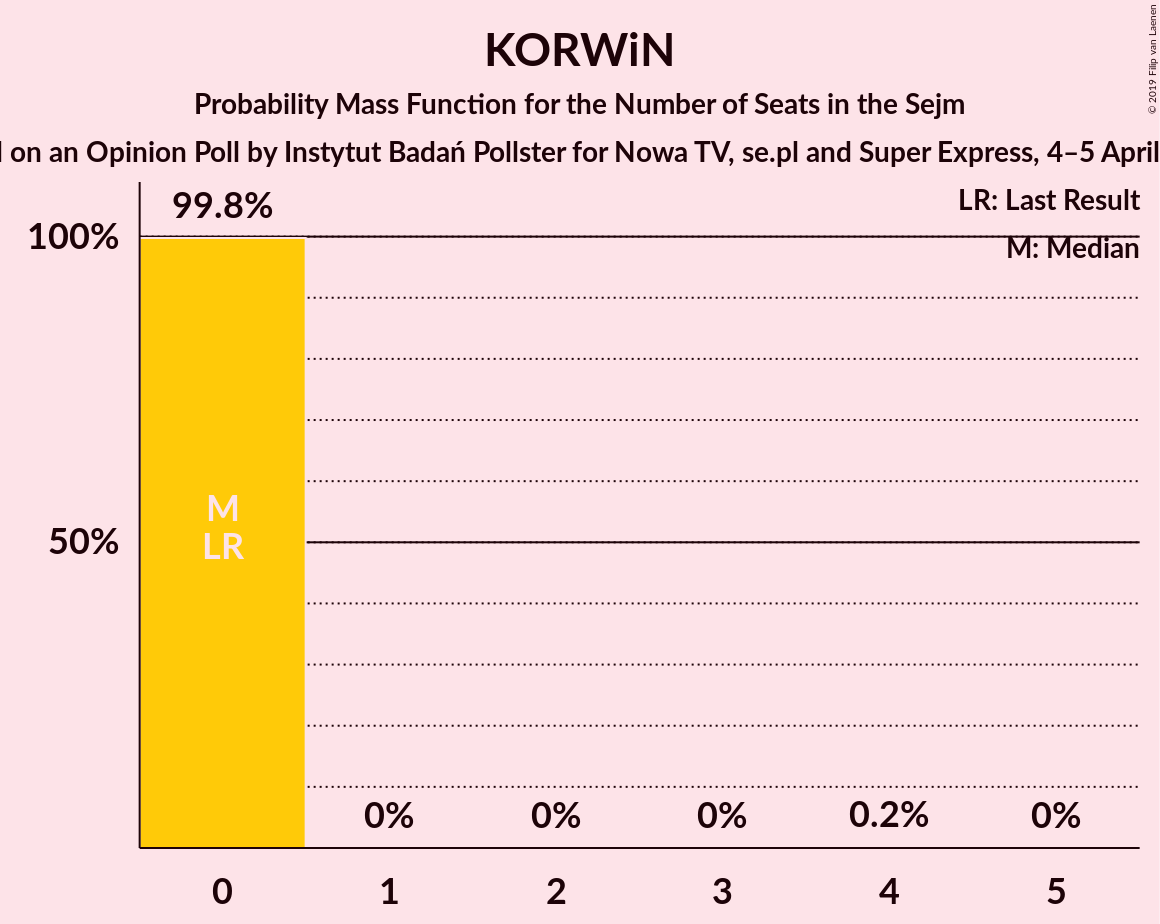 KORWiN
Probability Mass Function for the Number of Seats in the Sejm
on an Opinion Poll by Instytut Badań Pollster for Nowa TV, se.pl and Super Express, 4–5 April
© 2019 Filip van Laenen
LR: Last Result
M: Median
99.8%
100%
50%
M
LR
0%
0%
0%
0.2%
0%
0
1
2
3
4
5